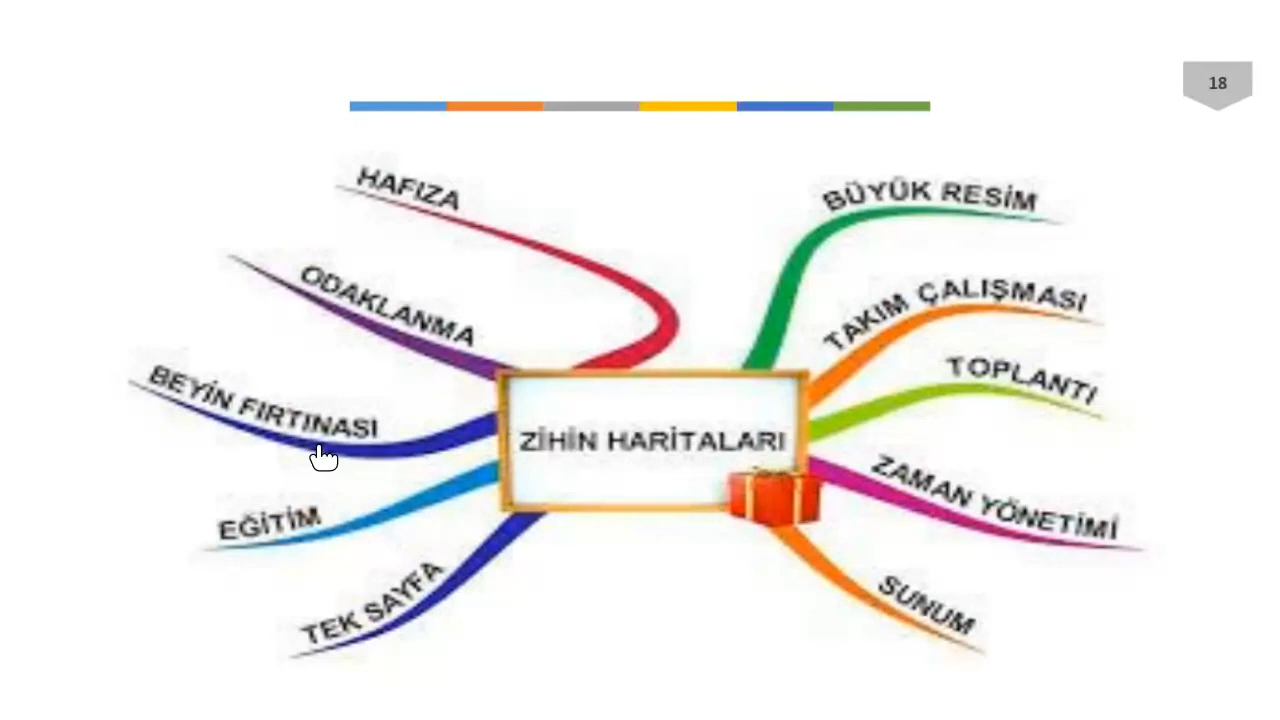 18
HAFIZA
BÜYÜK RESİM
ODAKLANMA
TAKIM ÇALIŞMASI
BEYİN FIRTINASI
TOPLANTI
ZİHİN HARİTALARI
EĞİTİM
ZAMAN YÖNETİMİ
TEK SAYFA
SUNUM